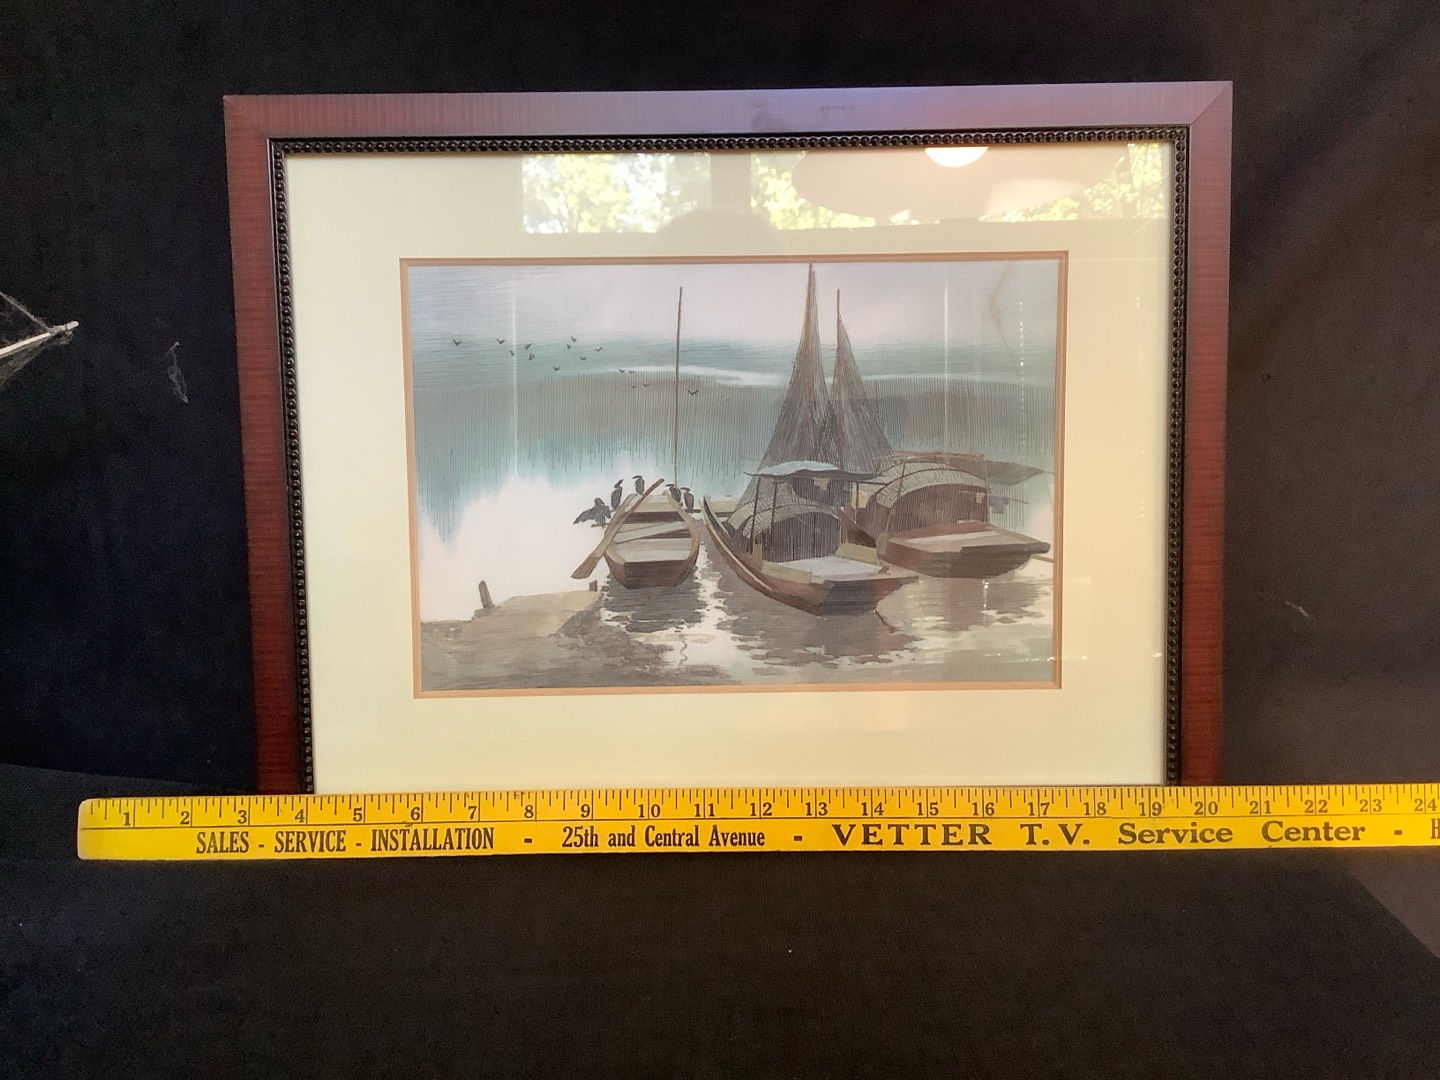 1 2 3 4 5 6 7 8 9 10 11 12 13 14 15 16 17 18 19 20 21 22 23 24
SALES - SERVICE - INSTALLATION - 25th and Central Avenue - VETTER T.V. Service Center - H